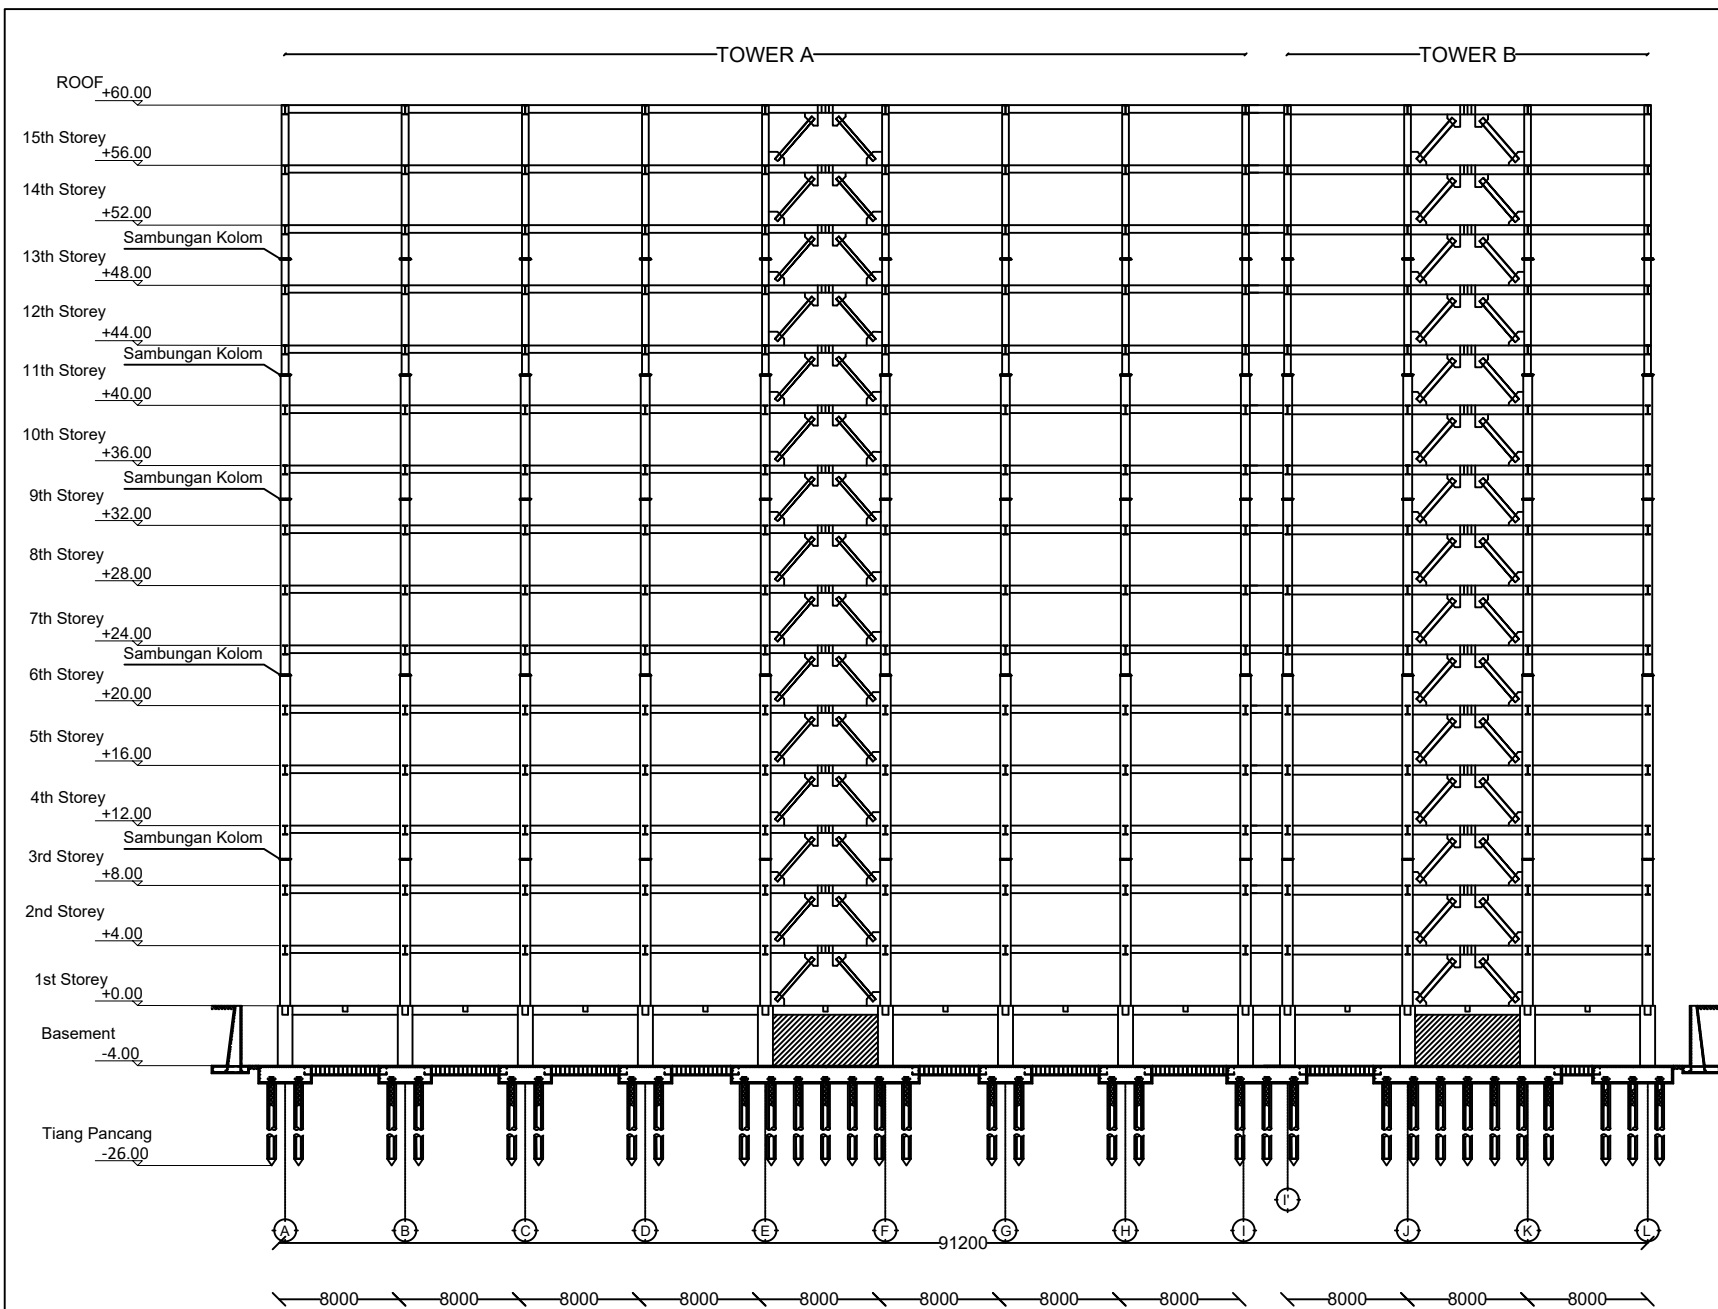 TOWER A
TOWER B
ROOF
+60.00
15th Storey
+56.00
14th Storey
+52.00
Sambungan Kolom
13th Storey
+48.00
12th Storey
+44.00
Sambungan Kolom
11th Storey
+40.00
10th Storey
+36.00
Sambungan Kolom
9th Storey
+32.00
8th Storey
+28.00
7th Storey
+24.00
Sambungan Kolom
6th Storey
+20.00
5th Storey
+16.00
4th Storey
+12.00
Sambungan Kolom
3rd Storey
+8.00
2nd Storey
+4.00
1st Storey
+0.00
Basement
-4.00
Tiang Pancang
-26.00
I'
A B C D E F G H I J K L
91200
8000 8000 8000 8000 8000 8000 8000 8000 8000 8000 8000